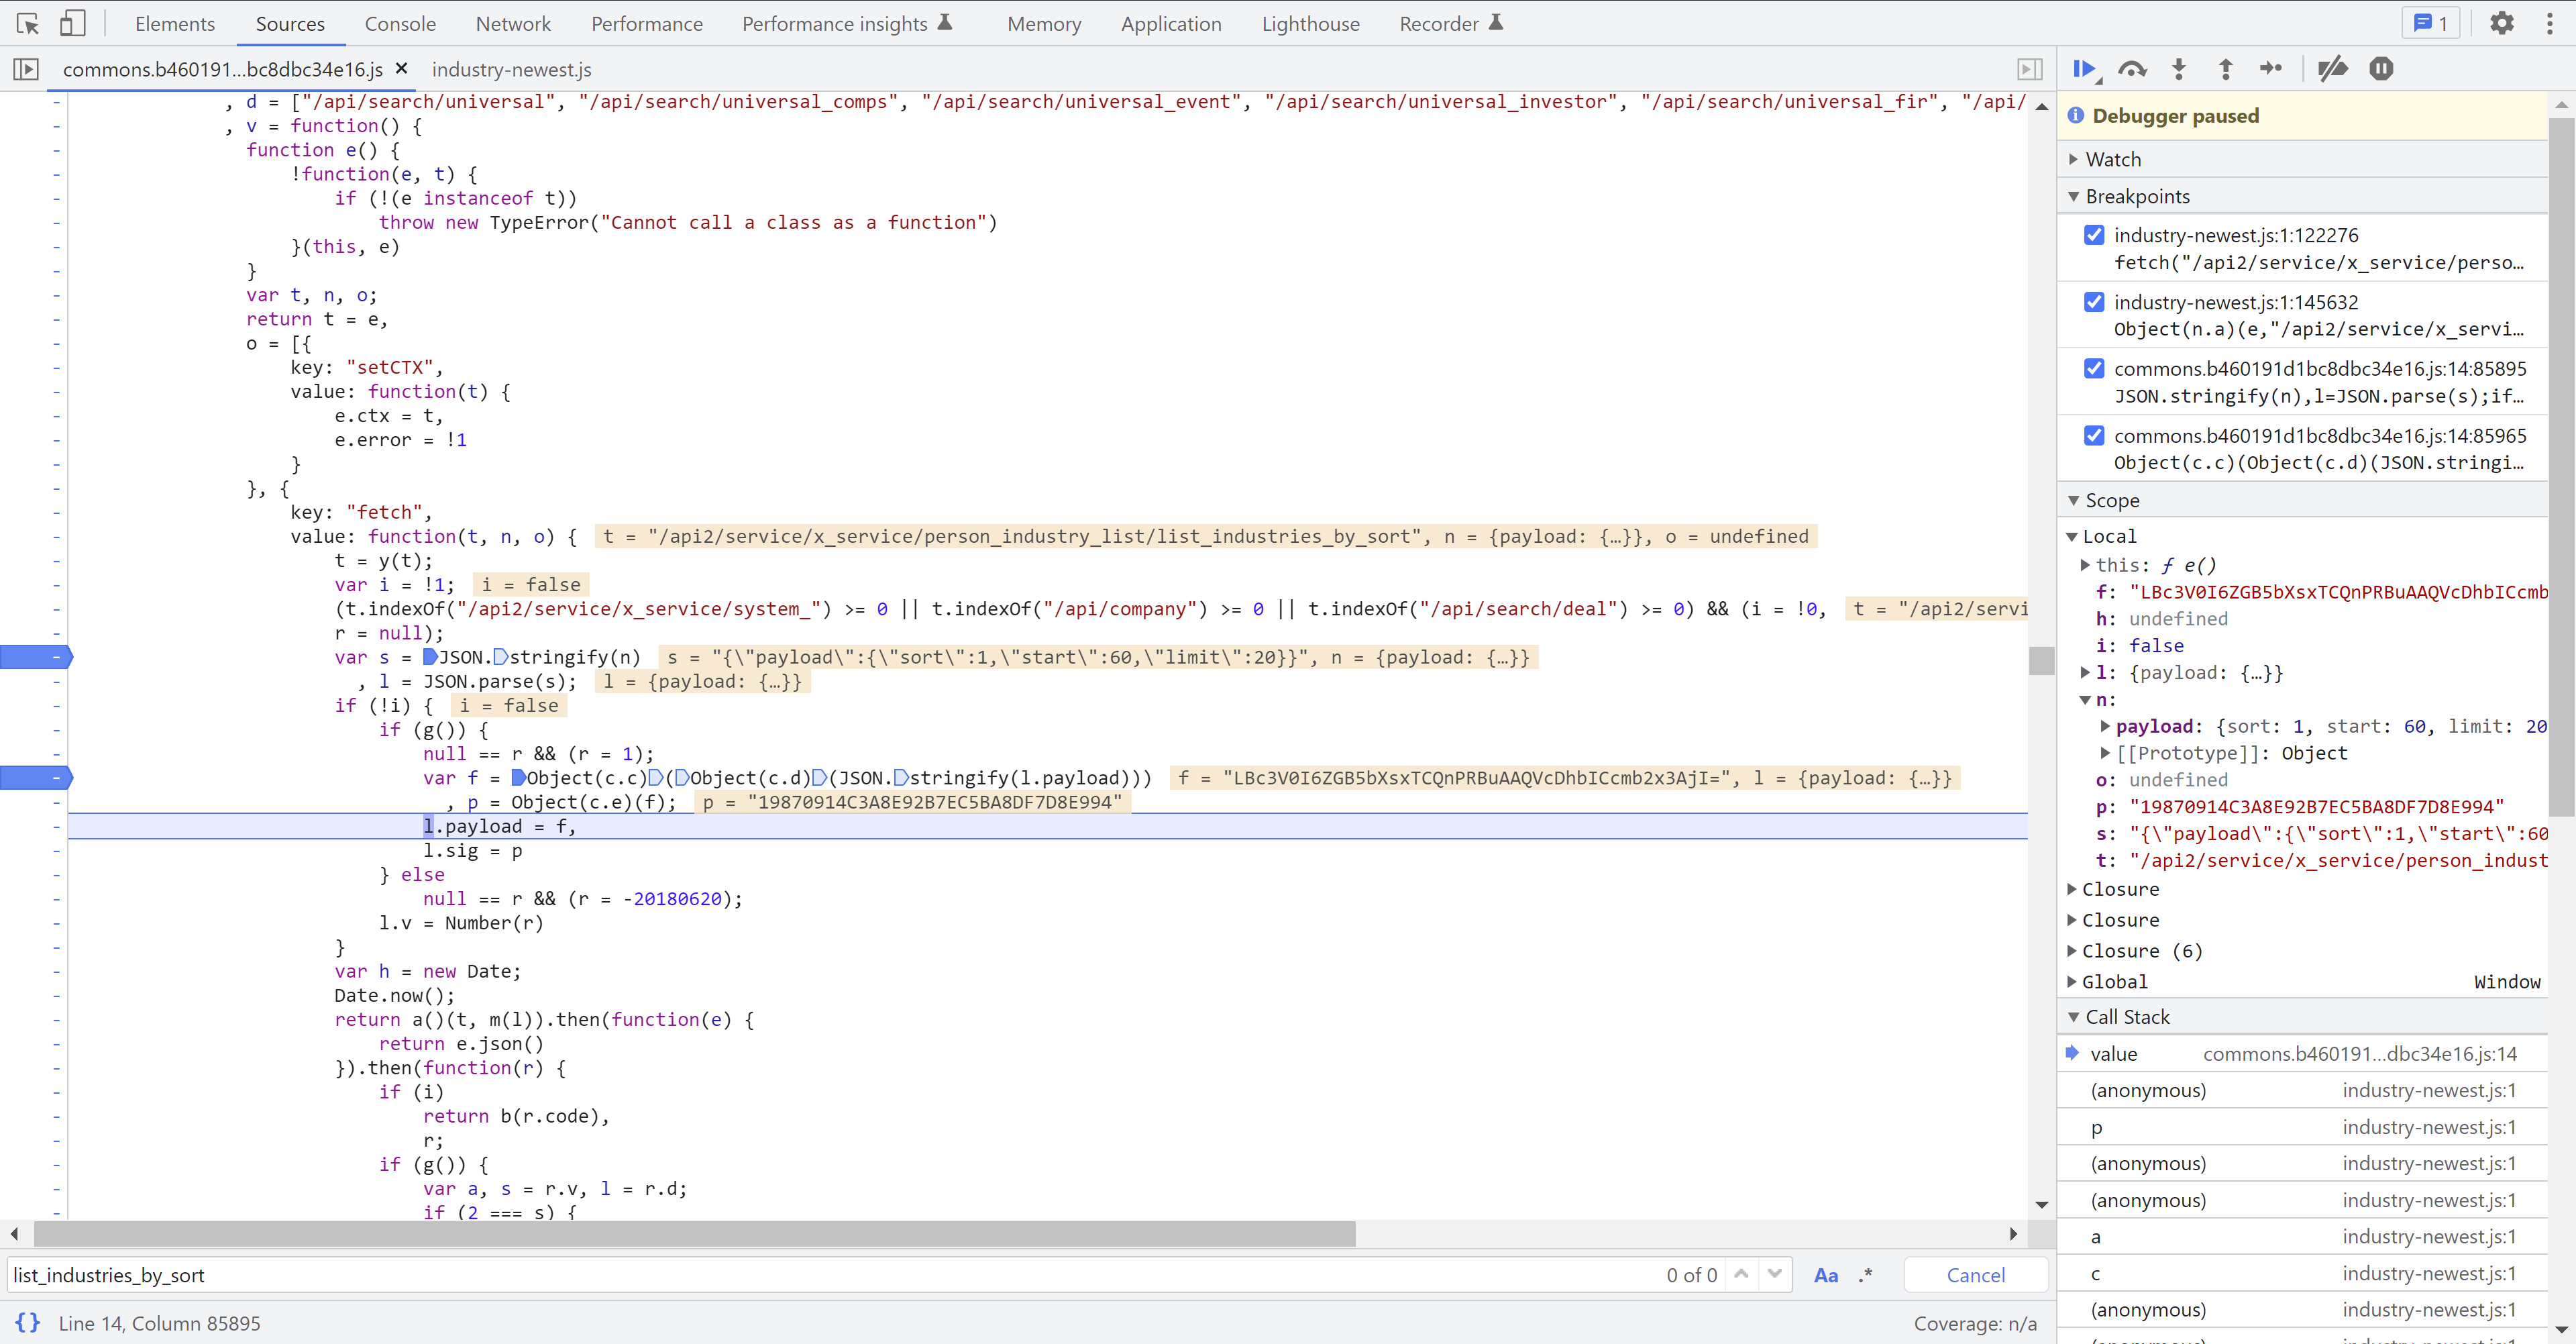 Elements Sources Console Network Performance Performance insights Memory Application Lighthouse Recorder 1
commons.b460191...bc8dbc34e16.js × industry-newest.js
, d = ["/api/search/universal", "/api/search/universal_comps", "/api/search/universal_event", "/api/search/universal_investor", "/api/search/universal_fir", "/api/
, v = function() {
function e() {
!function(e, t) {
if (!(e instanceof t))
throw new TypeError("Cannot call a class as a function")
}(this, e)
}
var t, n, o;
return t = e,
o = [{
key: "setCTX",
value: function(t) {
e.ctx = t,
e.error = !1
}
}, {
key: "fetch",
value: function(t, n, o) { t = "/api2/service/x_service/person_industry_list/list_industries_by_sort", n = {payload: {…}}, o = undefined
t = y(t);
var i = !1; i = false
(t.indexOf("/api2/service/x_service/system_") >= 0 || t.indexOf("/api/company") >= 0 || t.indexOf("/api/search/deal") >= 0) && (i = !0, t = "/api2/servi
r = null);
var s = JSON.stringify(n) s = "{\"payload\":{\"sort\":1,\"start\":60,\"limit\":20}}", n = {payload: {…}}
, l = JSON.parse(s); l = {payload: {…}}
if (!i) { i = false
if (g()) {
null == r && (r = 1);
var f = Object(c.c)(Object(c.d)(JSON.stringify(l.payload))) f = "LBc3V0I6ZGB5bXsxTCQnPRBuAAQVcDhbICcmb2x3AjI=", l = {payload: {…}}
, p = Object(c.e)(f); p = "19870914C3A8E92B7EC5BA8DF7D8E994"
l.payload = f,
l.sig = p
} else
null == r && (r = -20180620);
l.v = Number(r)
}
var h = new Date;
Date.now();
return a()(t, m(l)).then(function(e) {
return e.json()
}).then(function(r) {
if (i)
return b(r.code),
r;
if (g()) {
var a, s = r.v, l = r.d;
if (2 === s) {
list_industries_by_sort 0 of 0 Aa .* Cancel
{} Line 14, Column 85895 Coverage: n/a
Debugger paused
Watch
Breakpoints
industry-newest.js:1:122276
fetch("/api2/service/x_service/perso…
industry-newest.js:1:145632
Object(n.a)(e,"/api2/service/x_servi…
commons.b460191d1bc8dbc34e16.js:14:85895
JSON.stringify(n),l=JSON.parse(s);if…
commons.b460191d1bc8dbc34e16.js:14:85965
Object(c.c)(Object(c.d)(JSON.stringi…
Scope
Local
this: ƒ e()
f: "LBc3V0I6ZGB5bXsxTCQnPRBuAAQVcDhbICcmb
h: undefined
i: false
l: {payload: {…}}
n:
payload: {sort: 1, start: 60, limit: 20
[[Prototype]]: Object
o: undefined
p: "19870914C3A8E92B7EC5BA8DF7D8E994"
s: "{\"payload\":{\"sort\":1,\"start\":60
t: "/api2/service/x_service/person_indust
Closure
Closure
Closure (6)
Global Window
Call Stack
value commons.b460191...dbc34e16.js:14
(anonymous) industry-newest.js:1
p industry-newest.js:1
(anonymous) industry-newest.js:1
(anonymous) industry-newest.js:1
a industry-newest.js:1
c industry-newest.js:1
(anonymous) industry-newest.js:1